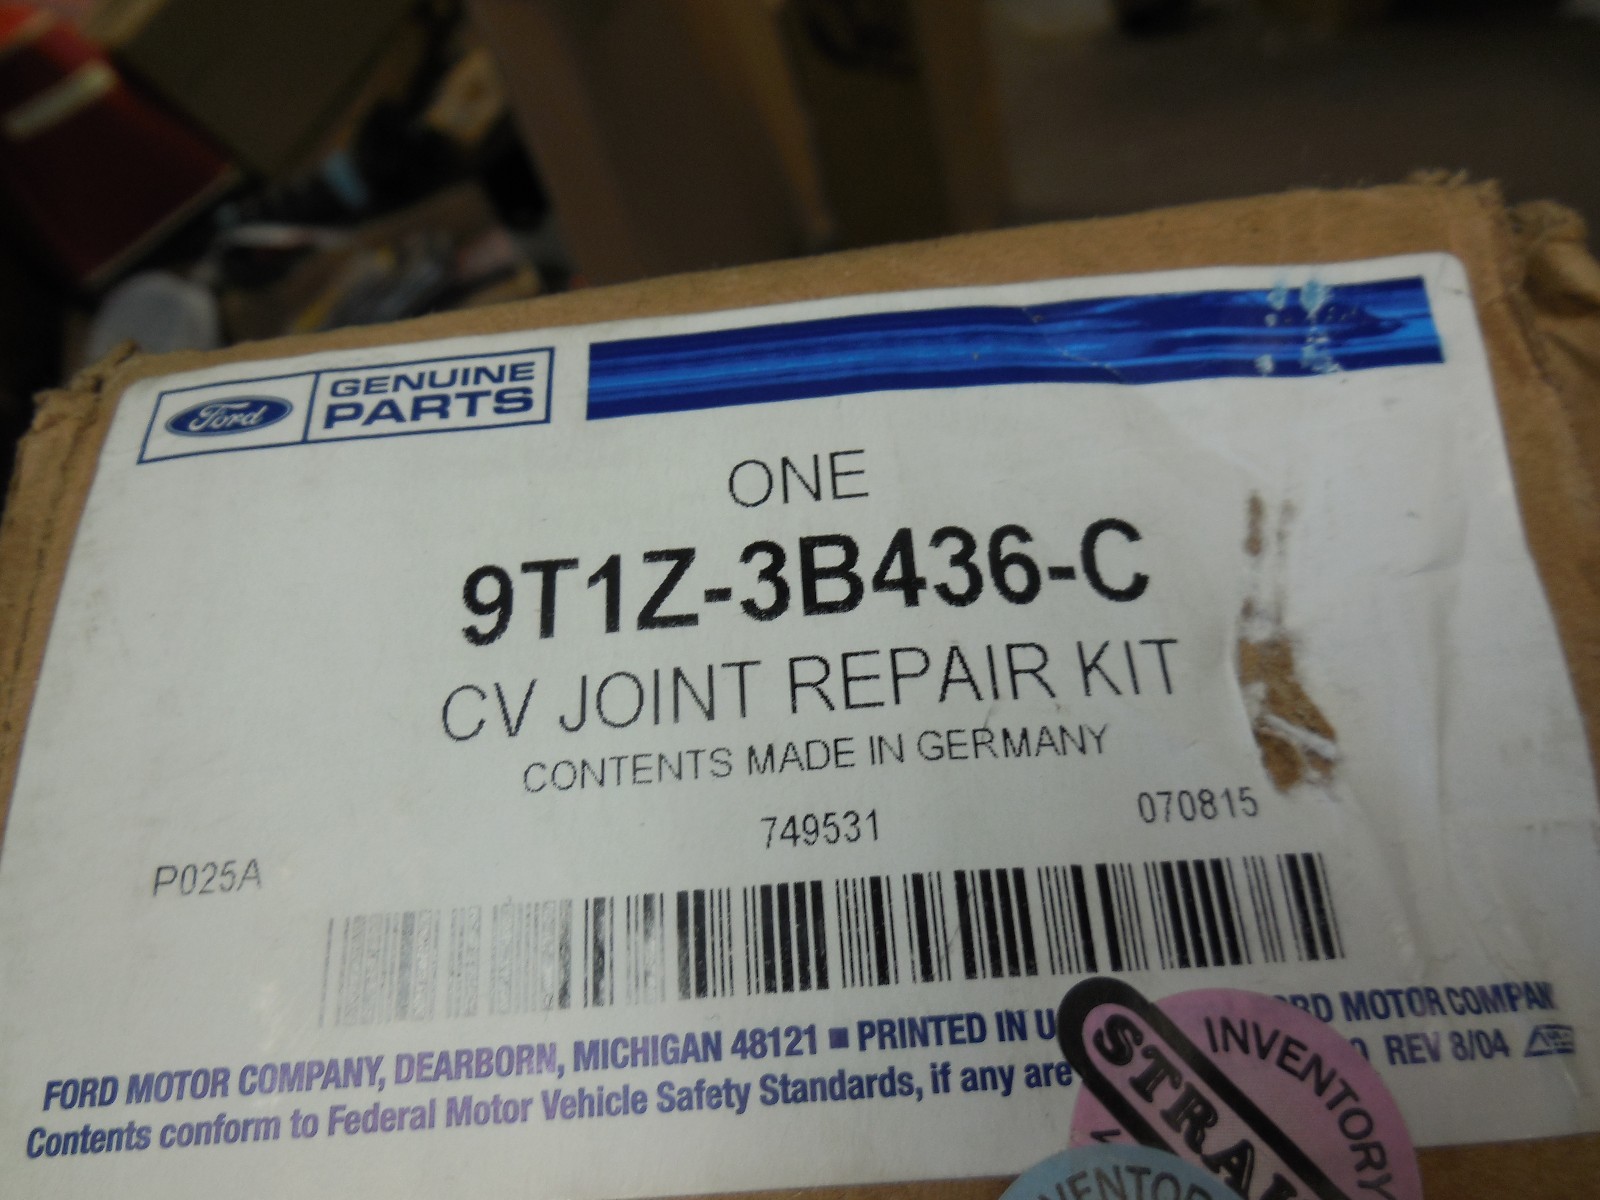 Ford GENUINE PARTS
ONE
9T1Z-3B436-C
CV JOINT REPAIR KIT
CONTENTS MADE IN GERMANY
749531
070815
P025A
FORD MOTOR COMPANY, DEARBORN, MICHIGAN 48121 ■ PRINTED IN U
MOTOR COMPAN
Contents conform to Federal Motor Vehicle Safety Standards, if any are
REV 8/04
INVENTORY